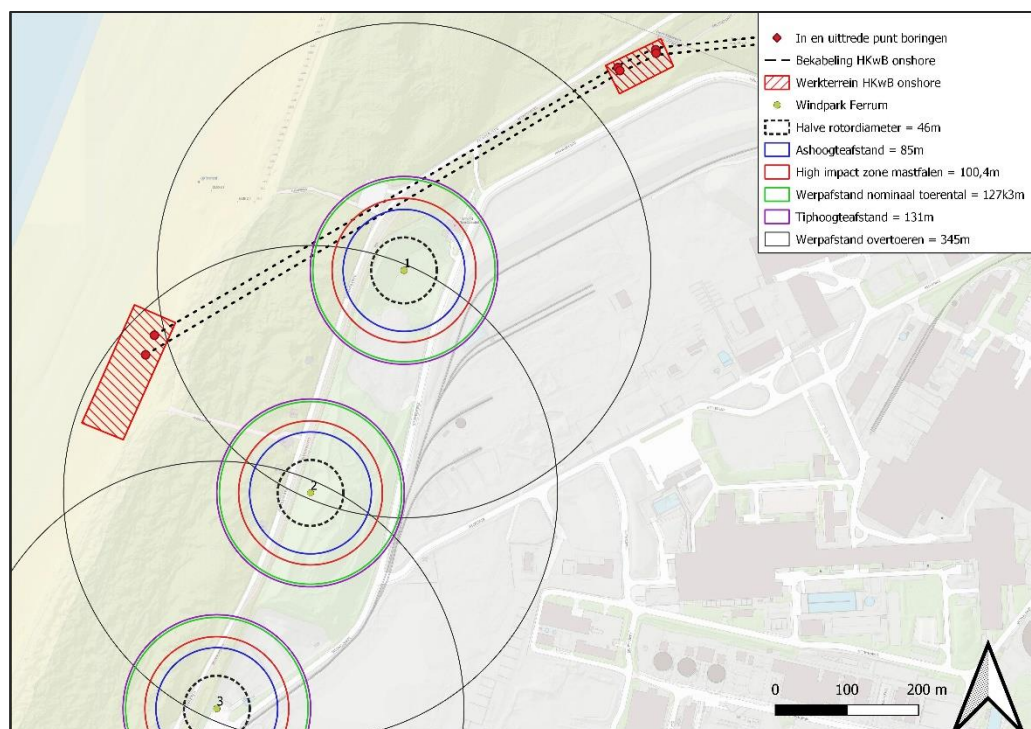 In en uittrede punt boringen
Bekabeling HKwB onshore
Werkterrein HKwB onshore
Windpark Ferrum
Halve rotordiameter = 46m
Ashoogteafstand = 85m
High impact zone mastfalen = 100,4m
Werpafstand nominaal toerental = 127k3m
Tiphoogteafstand = 131m
Werpafstand overtoeren = 345m
1
2
3
0 100 200 m